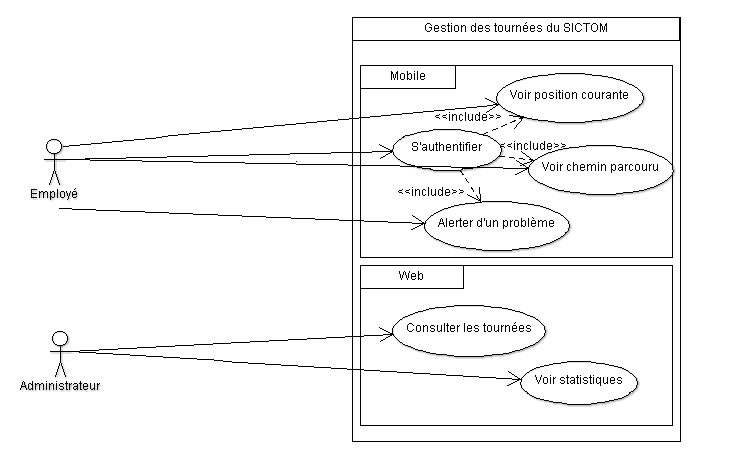 Gestion des tournées du SICTOM
Mobile
Voir position courante
<<include>>
S'authentifier
<<include>>
Voir chemin parcouru
<<include>>
Employé
Alerter d'un problème
Web
Consulter les tournées
Administrateur
Voir statistiques